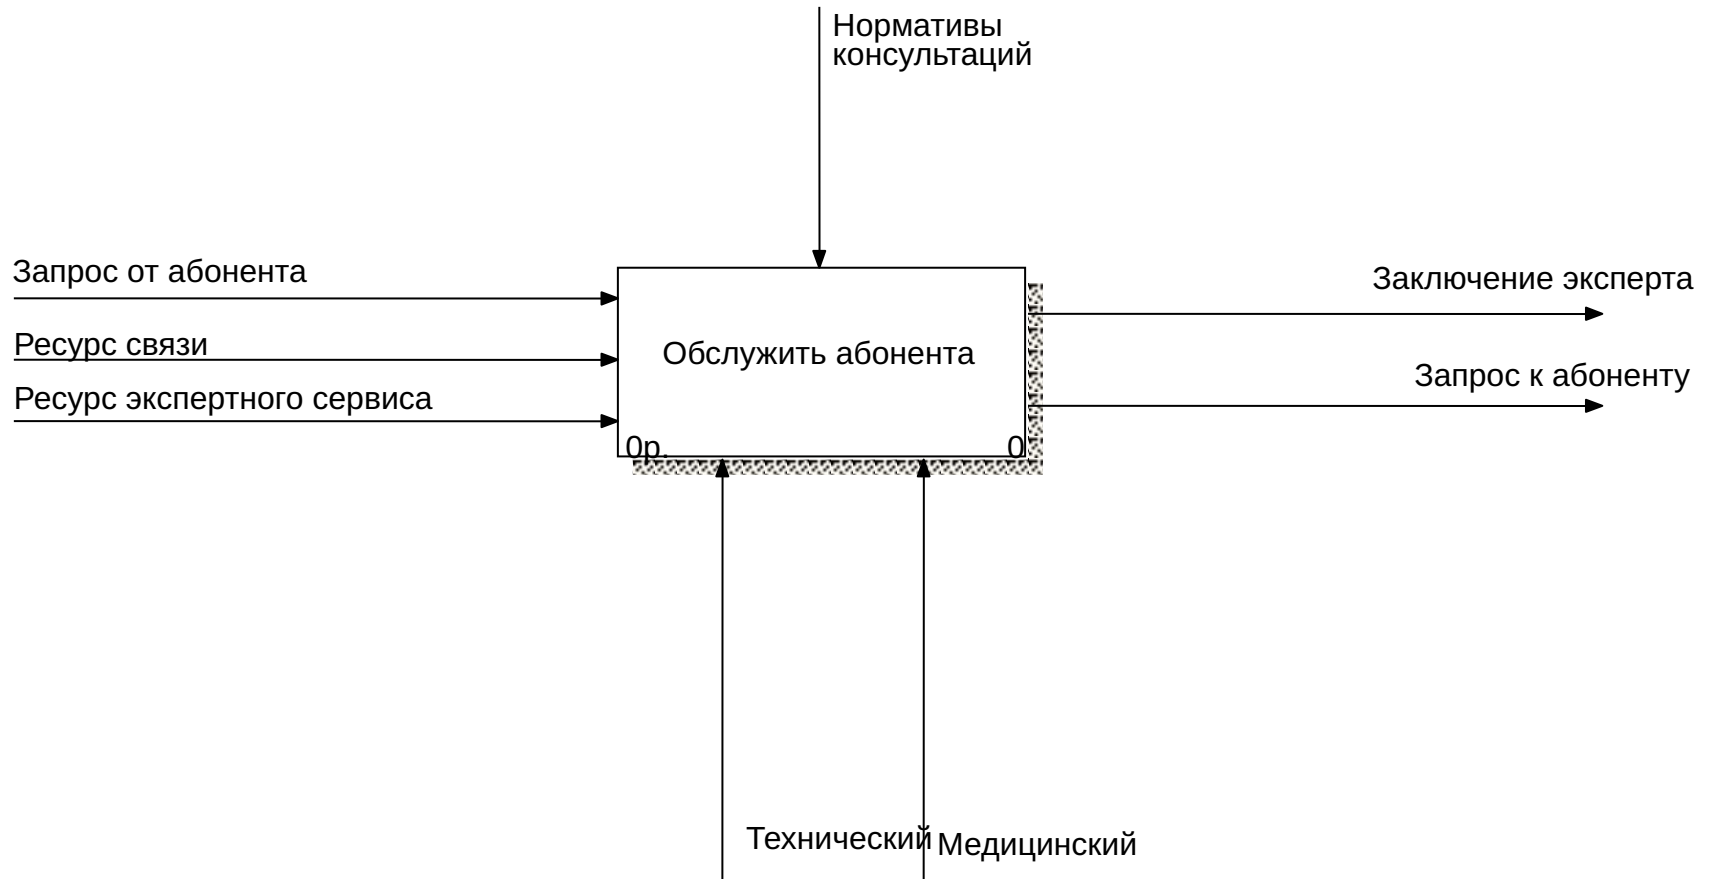 Нормативы
консультаций
Запрос от абонента
Заключение эксперта
Ресурс связи
Обслужить абонента
Запрос к абоненту
Ресурс экспертного сервиса
0р.
0
Технический
Медицинский